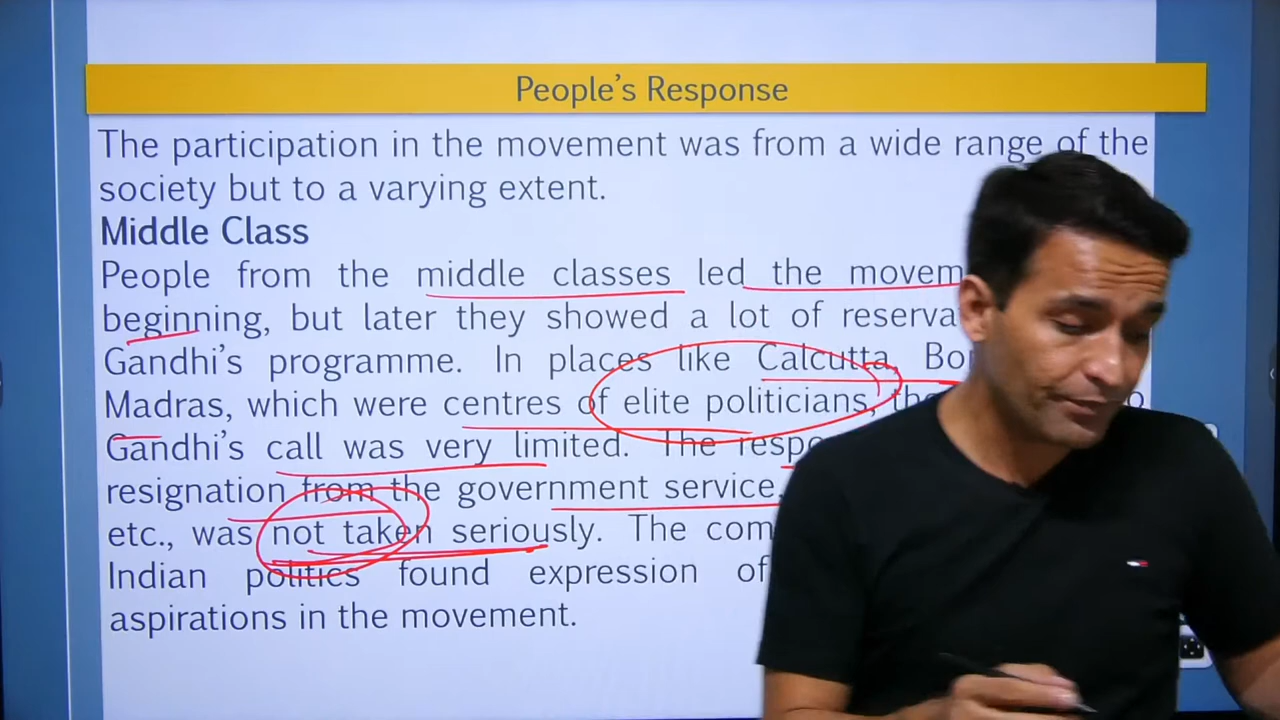 People's Response
The participation in the movement was from a wide range of the
society but to a varying extent.
Middle Class
People from the middle classes led the movem
beginning, but later they showed a lot of reserva
Gandhi's programme. In places like Calcutta, Bo
Madras, which were centres of elite politicians, the o
Gandhi's call was very limited. The resp
resignation from the government service,
etc., was not taken seriously. The com
Indian politics found expression of
aspirations in the movement.